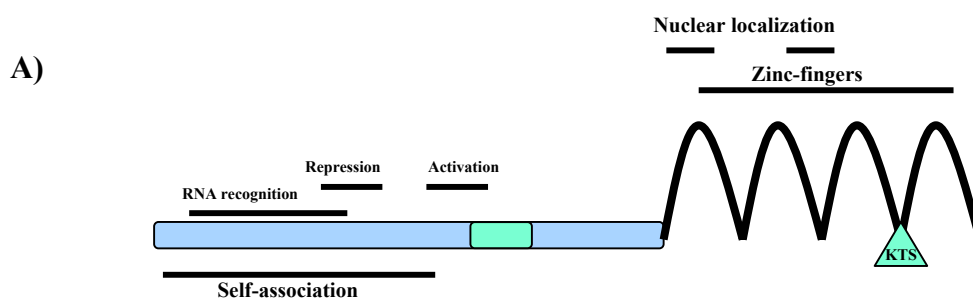 Nuclear localization
A)
Zinc-fingers
Repression
Activation
RNA recognition
KTS
Self-association